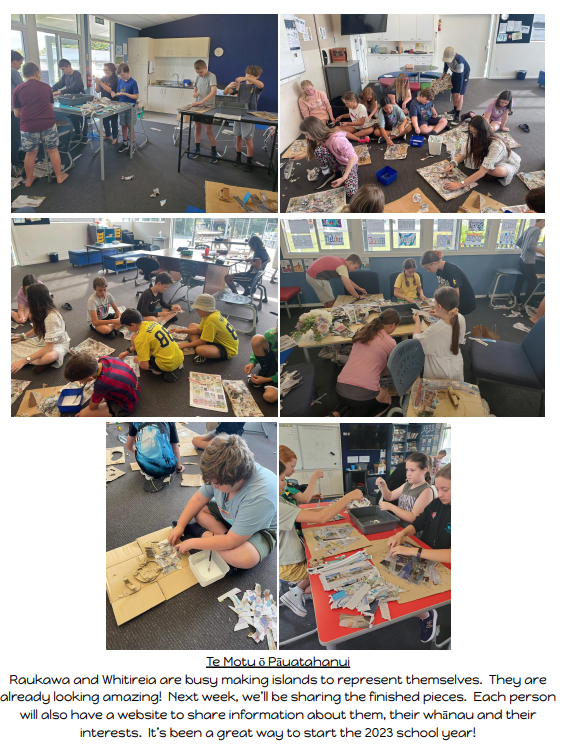 Te Motu ō Pāuatahanui
Raukawa and Whitireia are busy making islands to represent themselves. They are
already looking amazing! Next week, we'll be sharing the finished pieces. Each person
will also have a website to share information about them, their whānau and their
interests. It's been a great way to start the 2023 school year!